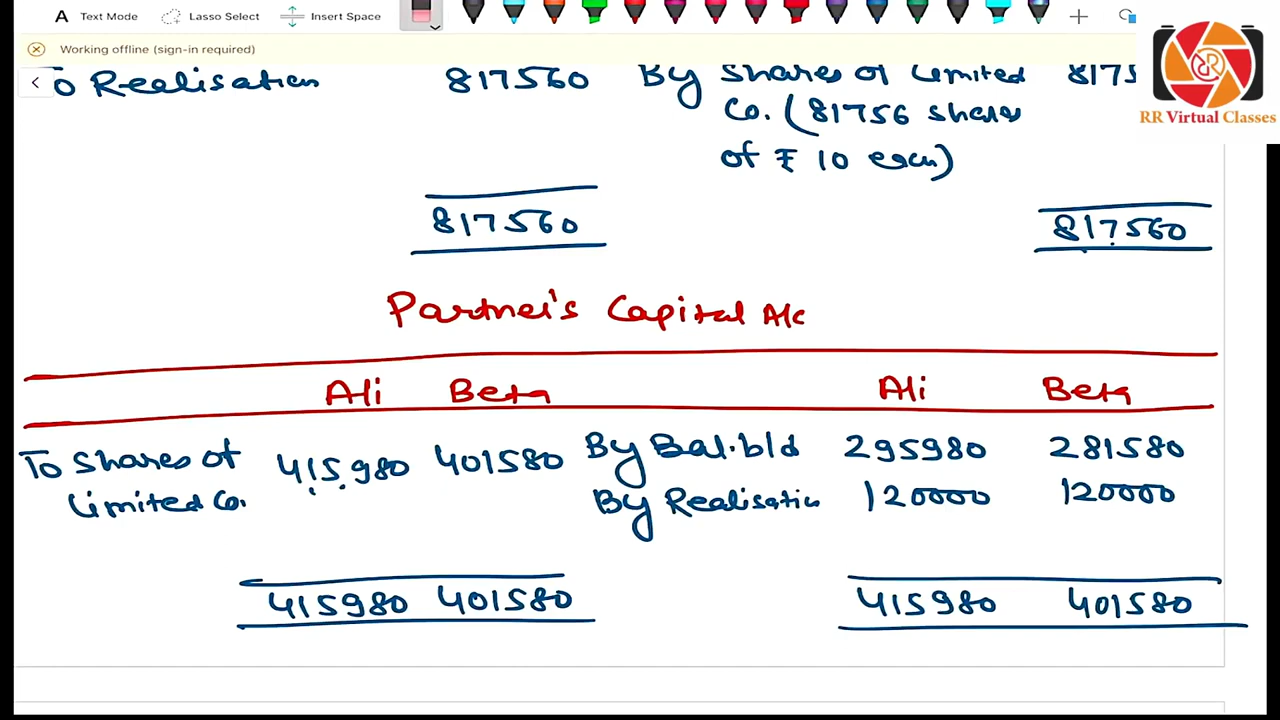 A Text Mode Lasso Select Insert Space
Working offline (sign-in required)
RR Virtual Classes
To Realisation 817560 By Shares of Limited 8175
Co. (81756 shares
of ₹ 10 each)
817560 817560
Partner's Capital A/c
Ali Beta Ali Beta
To Shares of 415980 401580 By Bal. b/d 295980 281580
Limited Co. By Realisation 120000 120000
415980 401580 415980 401580